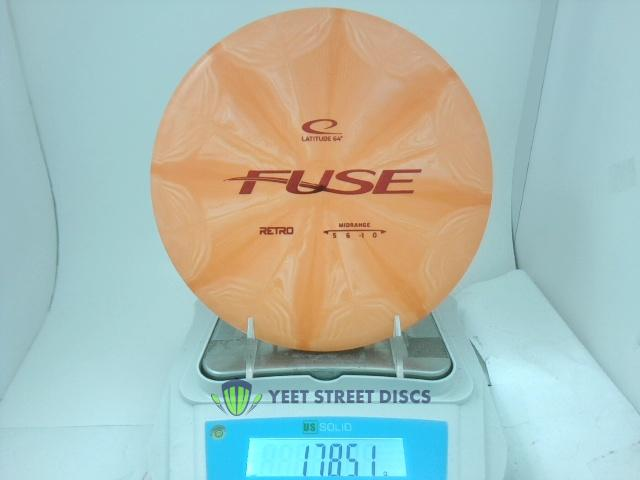 LATITUDE 64°
FUSE
RETRO
MIDRANGE
5 6 -1 0
YEET STREET DISCS
US SOLID
178.51 g